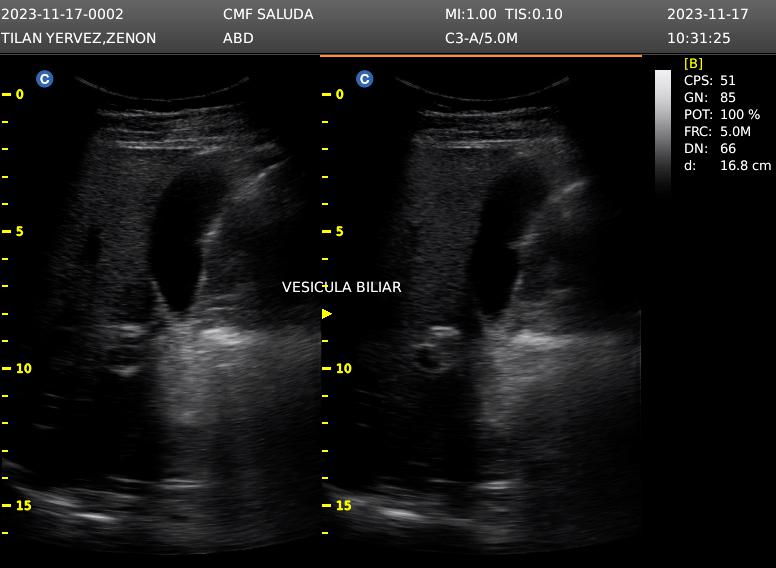 2023-11-17-0002 CMF SALUDA MI:1.00 TIS:0.10 2023-11-17
TILAN YERVEZ,ZENON ABD C3-A/5.0M 10:31:25
[B]
CPS: 51
GN: 85
POT: 100 %
FRC: 5.0M
DN: 66
d: 16.8 cm
C C
0 0
5 5
VESICULA BILIAR
10 10
15 15